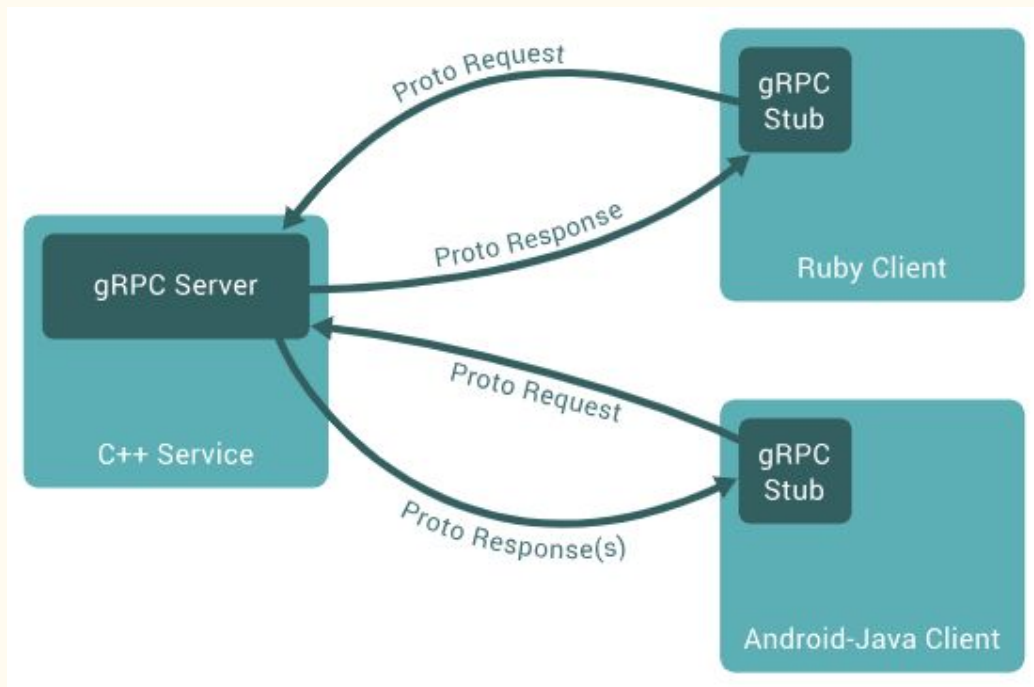 Proto Request
gRPC
Stub
Proto Response
Ruby Client
gRPC Server
C++ Service
Proto Request
gRPC
Stub
Proto Response(s)
Android-Java Client